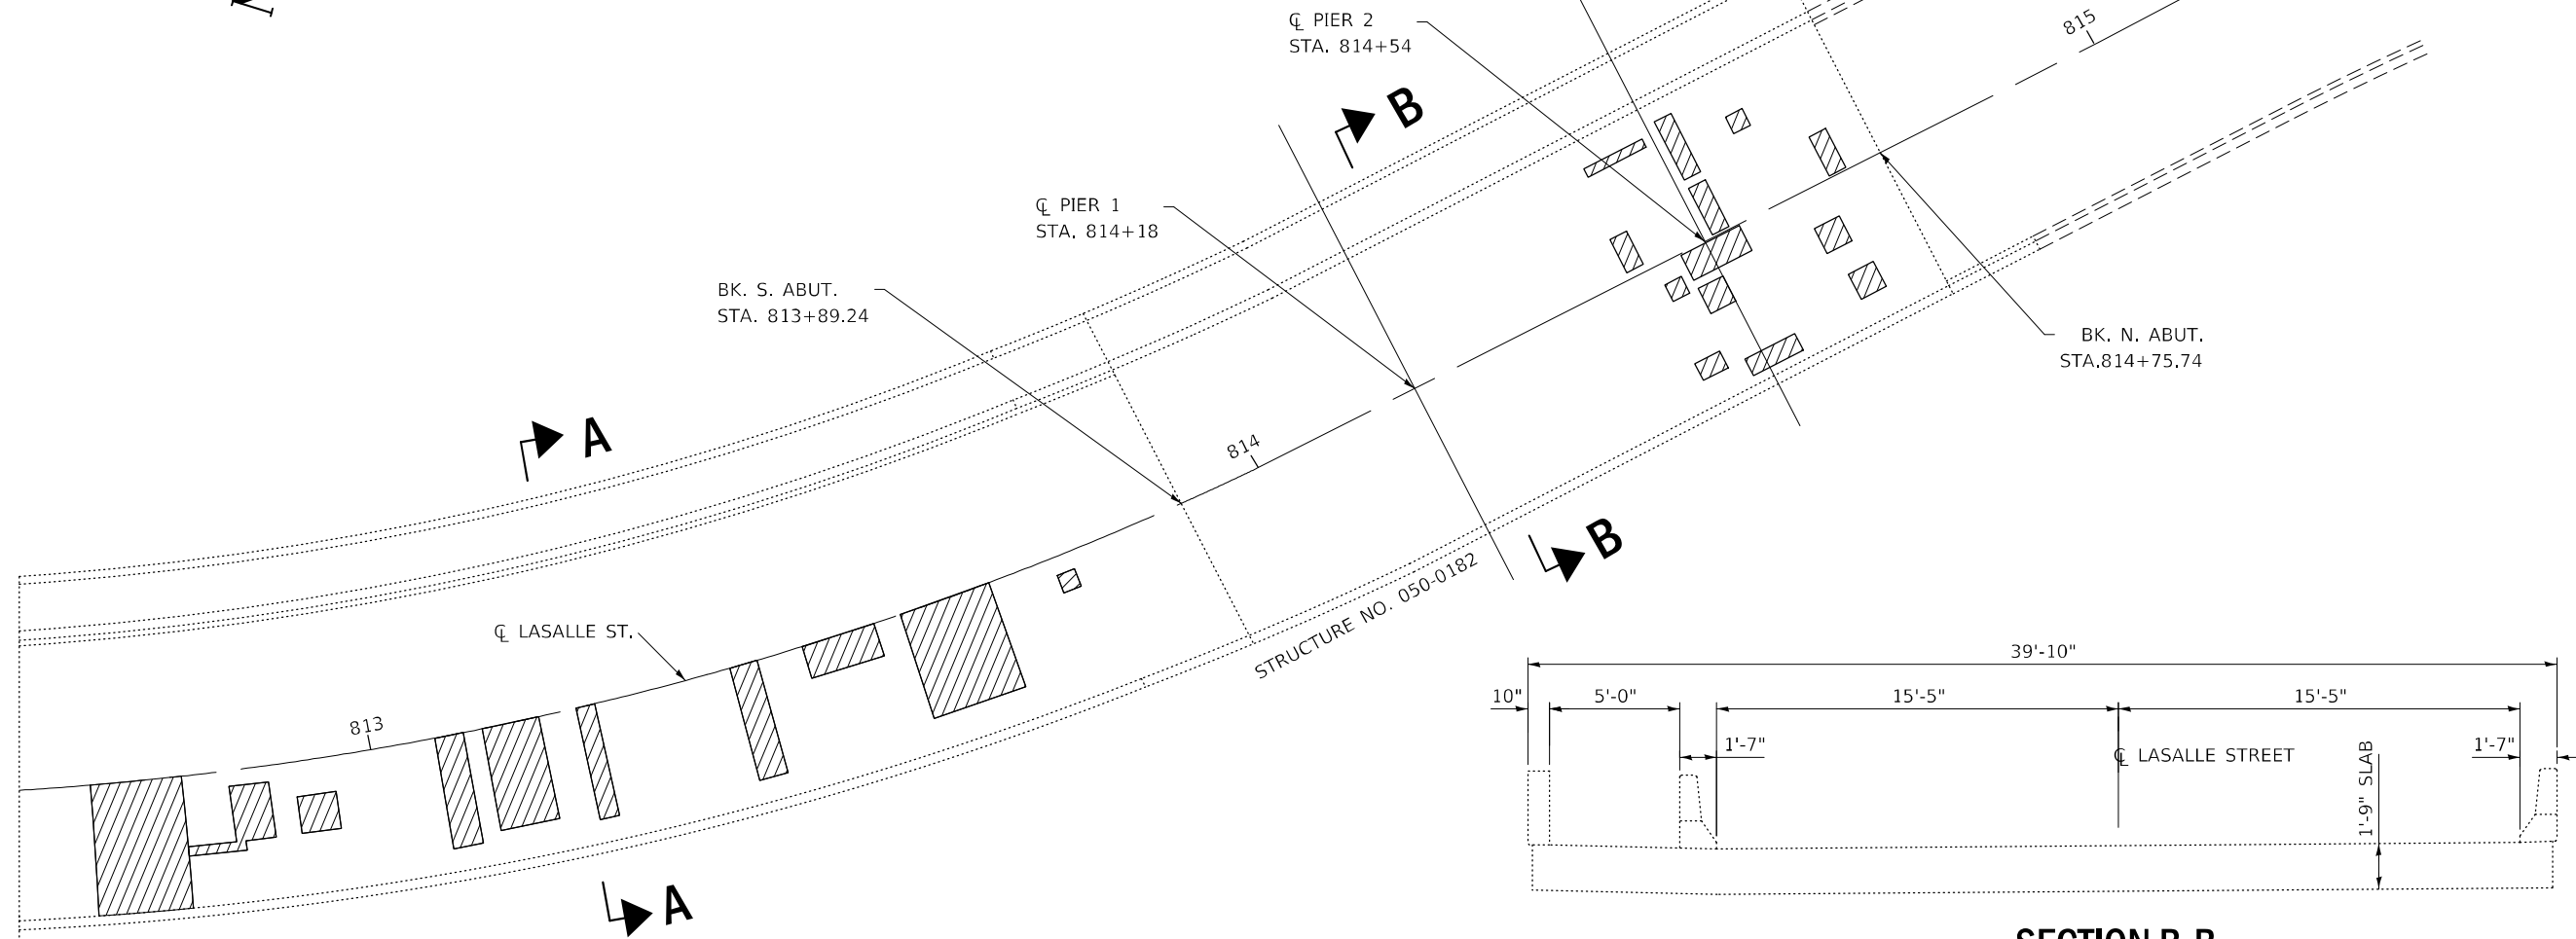 ℄ PIER 2
STA. 814+54
815
B
℄ PIER 1
STA. 814+18
BK. S. ABUT.
STA. 813+89.24
BK. N. ABUT.
STA.814+75.74
A
814
B
STRUCTURE NO. 050-0182
℄ LASALLE ST.
813
A
39'-10"
10"
5'-0"
15'-5"
15'-5"
1'-7"
℄ LASALLE STREET
1'-9" SLAB
1'-7"
SECTION B-B